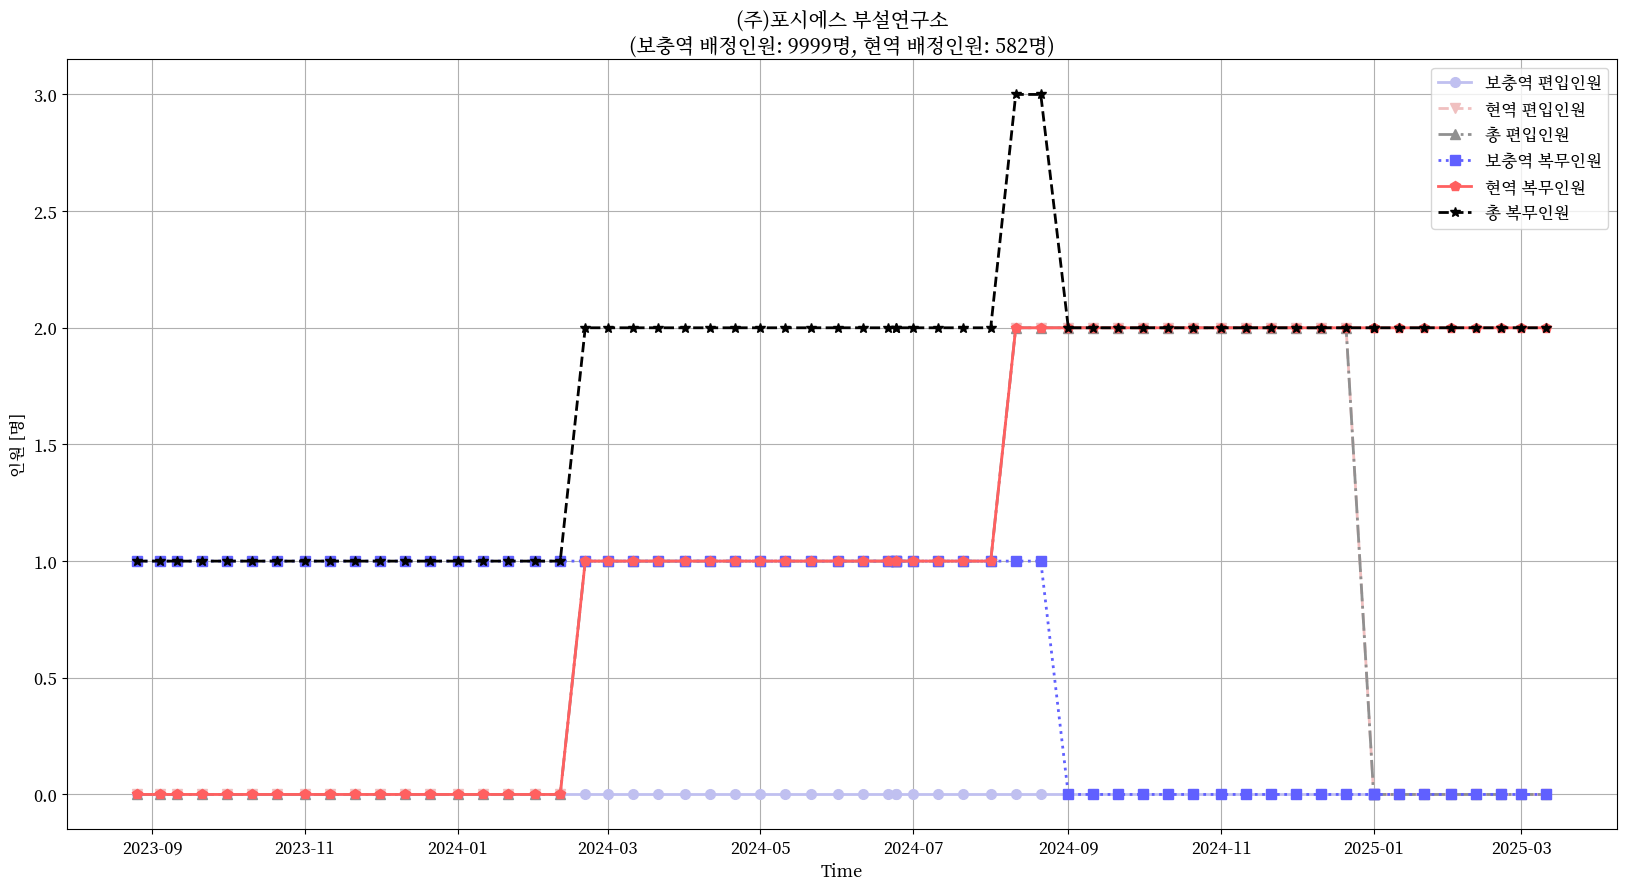 (주)포시에스 부설연구소
(보충역 배정인원: 9999명, 현역 배정인원: 582명)
보충역 편입인원
현역 편입인원
총 편입인원
보충역 복무인원
현역 복무인원
총 복무인원
3.0
2.5
2.0
1.5
1.0
0.5
0.0
인원 [명]
2023-09 2023-11 2024-01 2024-03 2024-05 2024-07 2024-09 2024-11 2025-01 2025-03
Time